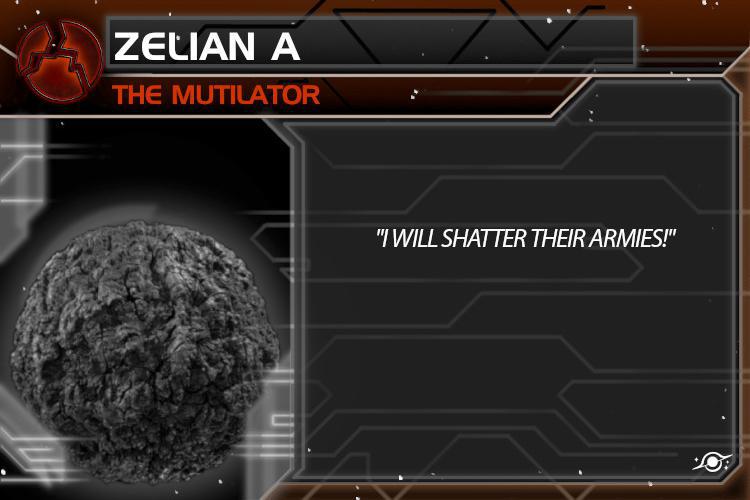 ZELIAN A
THE MUTILATOR
"I WILL SHATTER THEIR ARMIES!"